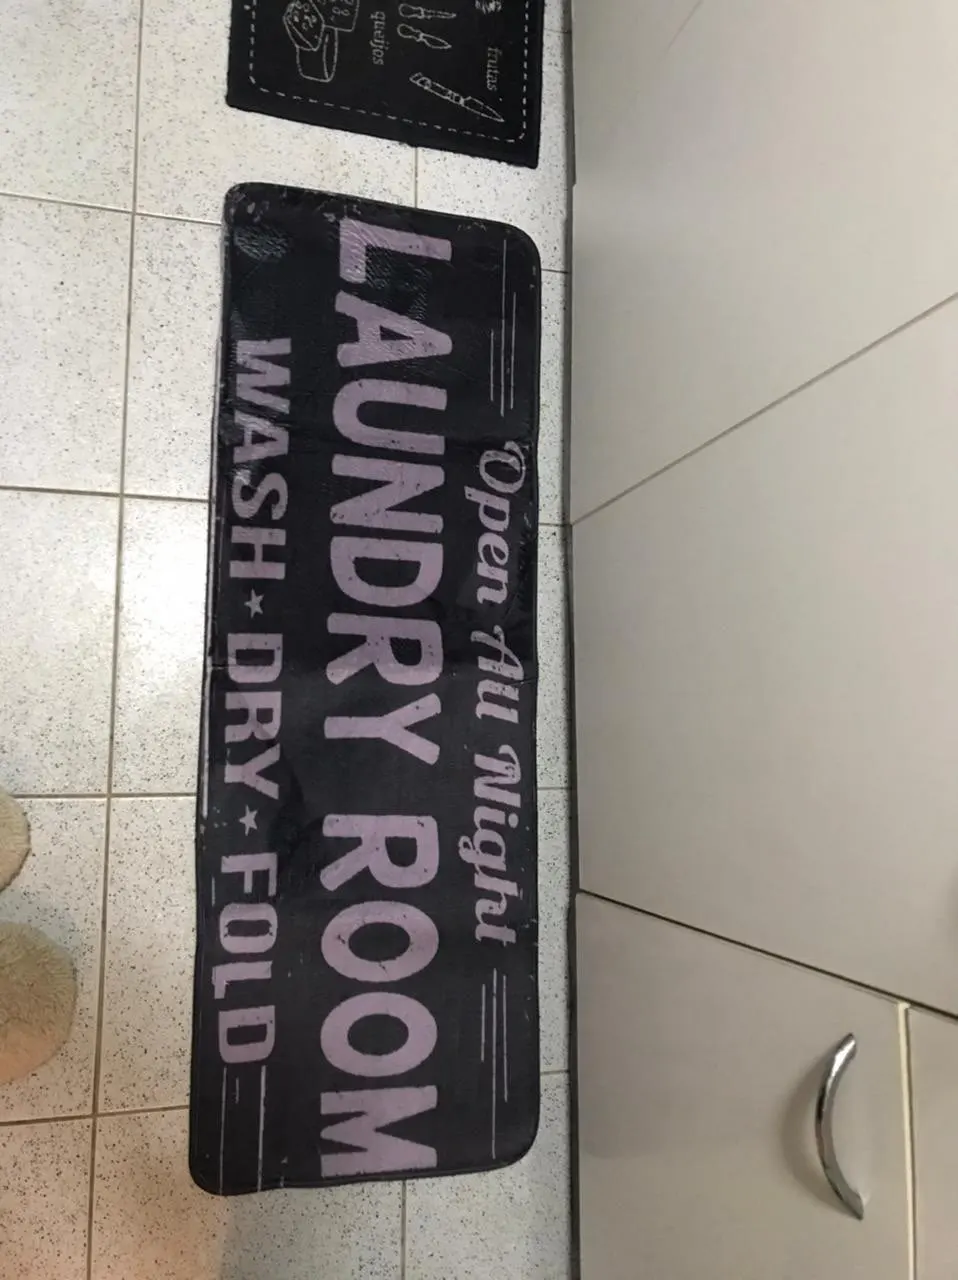 frutas
queijos
Open All Night
LAUNDRY ROOM
WASH ★ DRY ★ FOLD